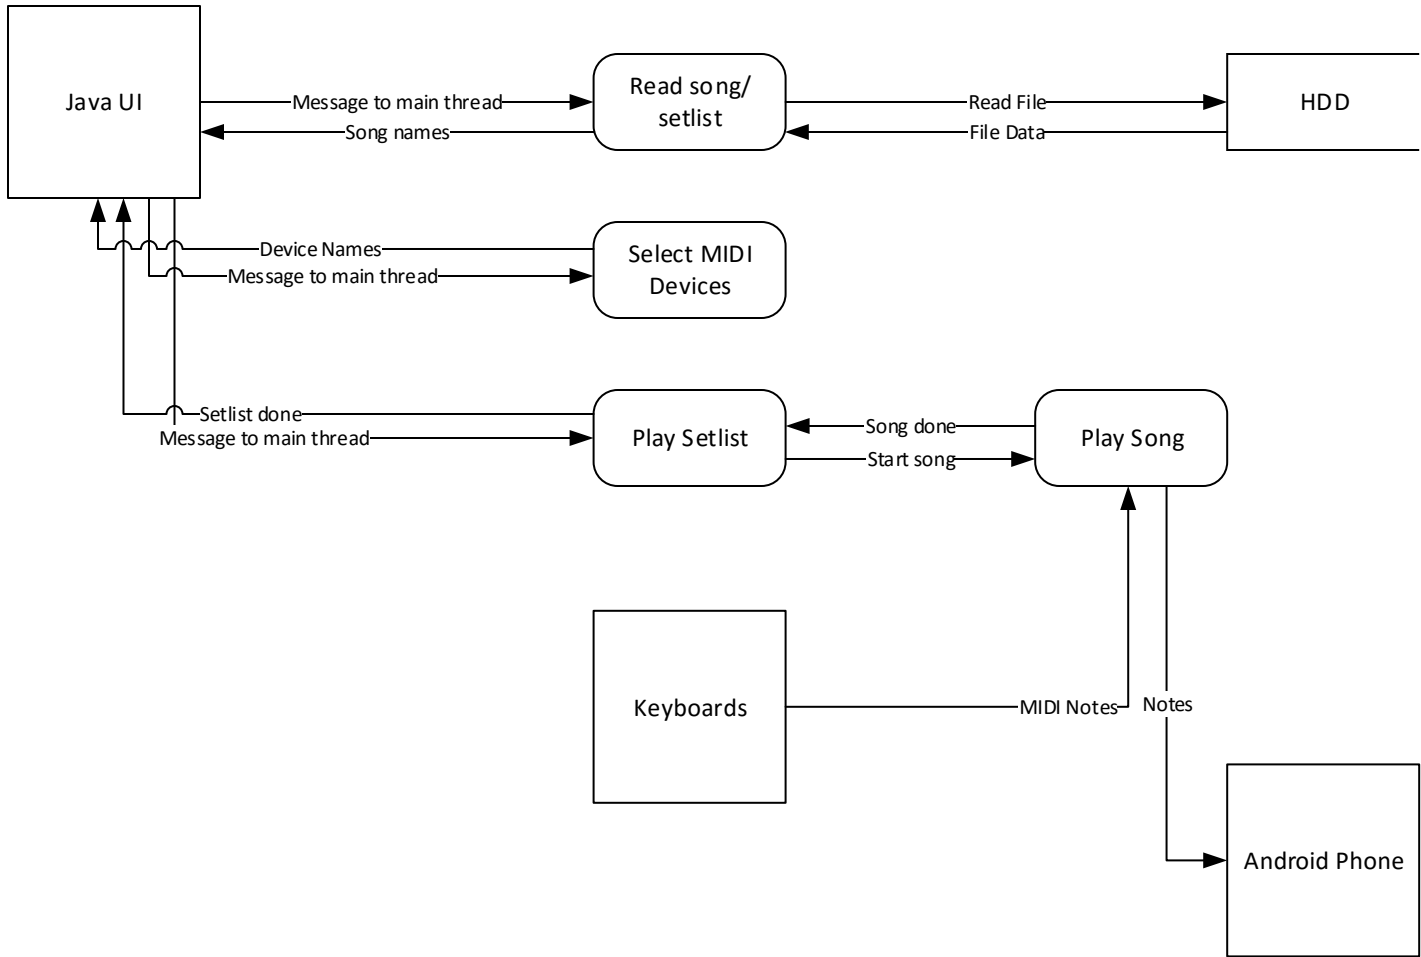 Java UI
Message to main thread
Song names
Read song/
setlist
Read File
File Data
HDD
Device Names
Message to main thread
Select MIDI
Devices
Setlist done
Message to main thread
Play Setlist
Song done
Start song
Play Song
Keyboards
MIDI Notes
Notes
Android Phone